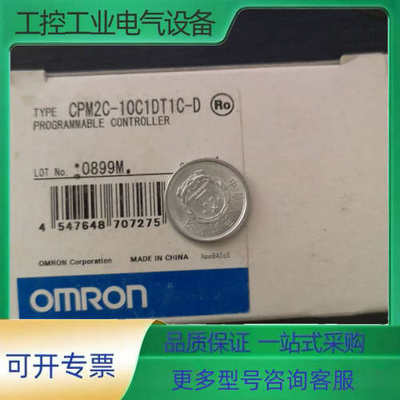 工控工业电气设备
TYPE CPM2C-10C1DT1C-D Ro
PROGRAMMABLE CONTROLLER
LOT No. 0899M.
4 547648 707275
OMRON Corporation MADE IN CHINA
OMRON
品质保证 一站式采购
可开专票
更多型号咨询客服